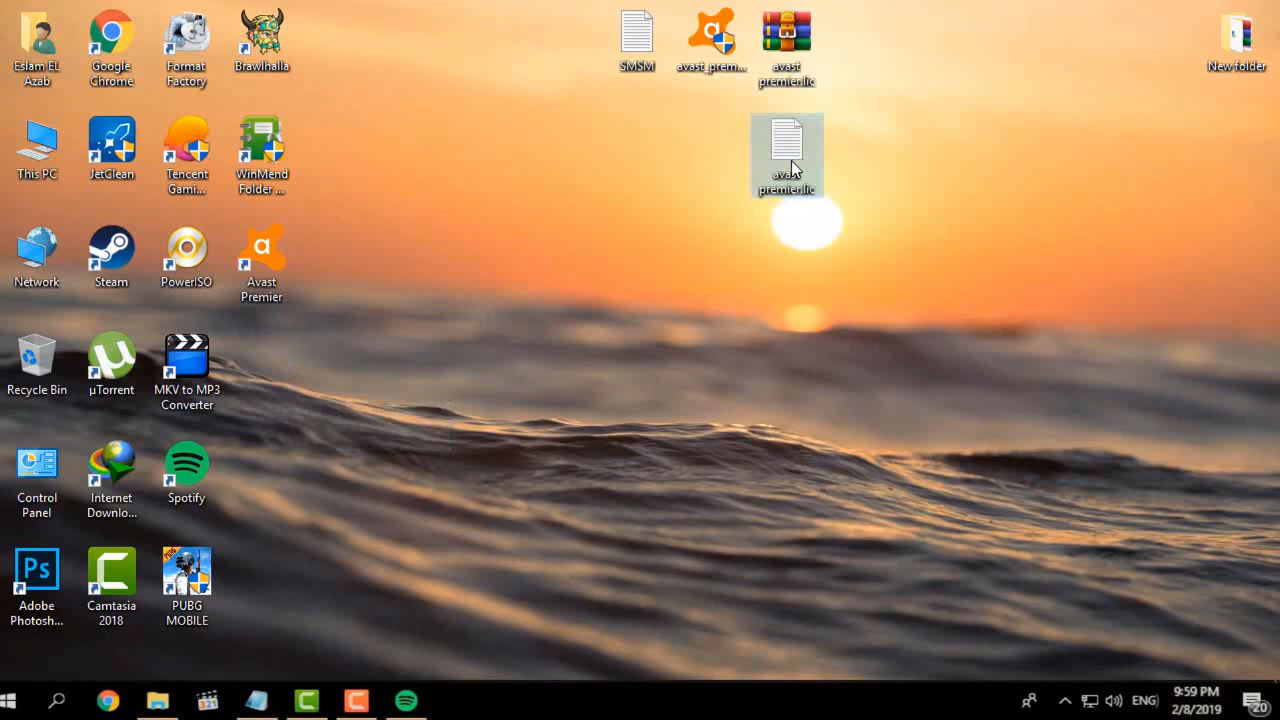 Eslam EL
Azab
Google
Chrome
Format
Factory
Brawlhalla
SMSM
avast_prem...
avast
premier.lic
New folder
This PC
JetClean
Tencent
Gami...
WinMend
Folder ...
avast
premier.lic
Network
Steam
PowerISO
Avast
Premier
Recycle Bin
µTorrent
MKV to MP3
Converter
Control
Panel
Internet
Downlo...
Spotify
Ps
Adobe
Photosh...
Camtasia
2018
PUBG
MOBILE
321
ENG
9:59 PM
2/8/2019
20